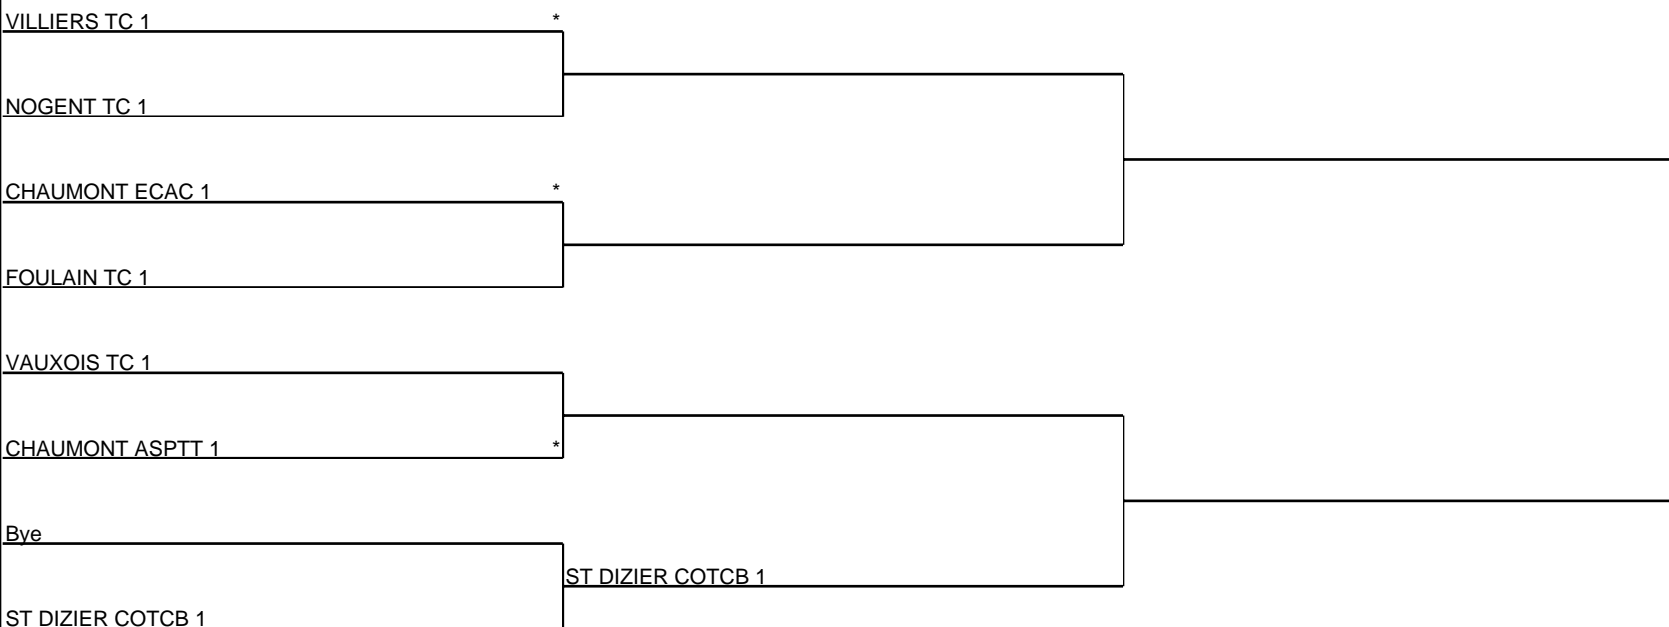 VILLIERS TC 1 *
NOGENT TC 1
CHAUMONT ECAC 1 *
FOULAIN TC 1
VAUXOIS TC 1
CHAUMONT ASPTT 1 *
Bye
ST DIZIER COTCB 1
ST DIZIER COTCB 1